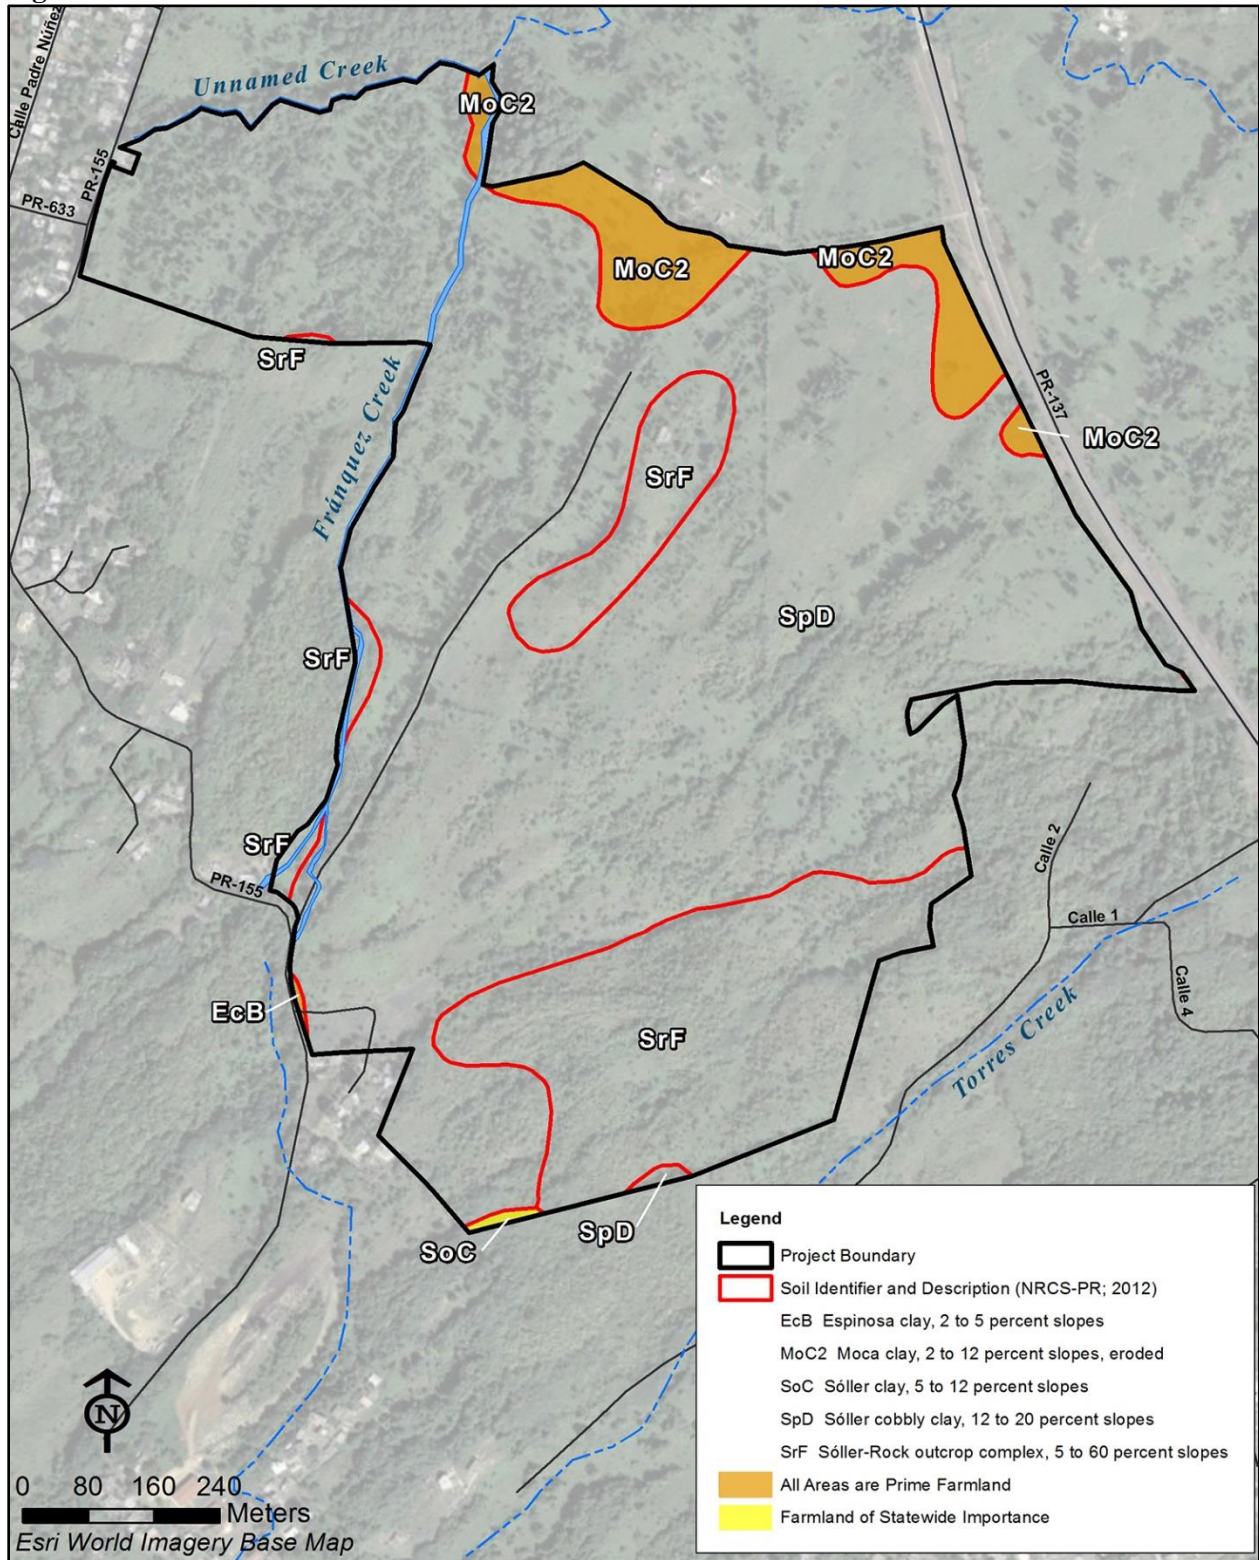 Unnamed Creek
Calle Padre Núñez
PR-155
PR-633
MoC2
MoC2
MoC2
MoC2
PR-137
SrF
Fránquez Creek
SrF
SpD
SrF
SrF
PR-155
EcB
SrF
Calle 2
Calle 1
Calle 4
Torres Creek
SoC
SpD
N
0 80 160 240
Meters
Esri World Imagery Base Map
Legend
Project Boundary
Soil Identifier and Description (NRCS-PR; 2012)
EcB Espinosa clay, 2 to 5 percent slopes
MoC2 Moca clay, 2 to 12 percent slopes, eroded
SoC Sóller clay, 5 to 12 percent slopes
SpD Sóller cobbly clay, 12 to 20 percent slopes
SrF Sóller-Rock outcrop complex, 5 to 60 percent slopes
All Areas are Prime Farmland
Farmland of Statewide Importance